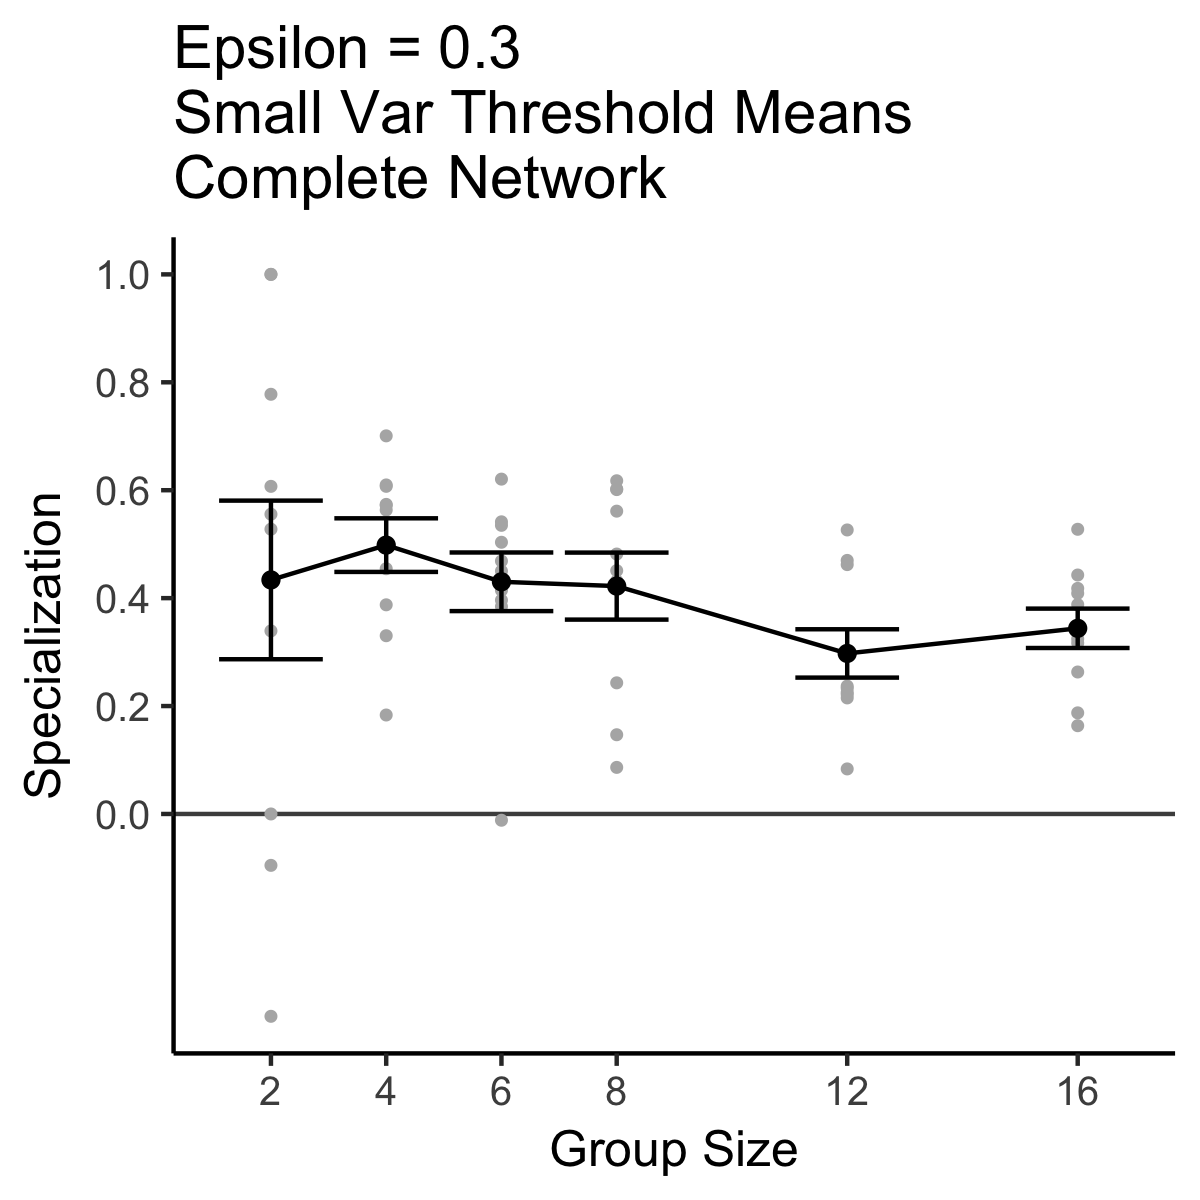 Epsilon = 0.3
Small Var Threshold Means
Complete Network
Specialization
1.0
0.8
0.6
0.4
0.2
0.0
2 4 6 8 12 16
Group Size